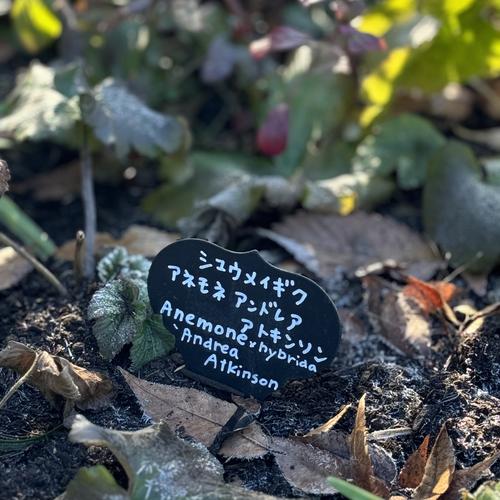 シュウメイギク
アネモネ アンドレア
アトキンソン
Anemone×hybrida
'Andrea
Atkinson